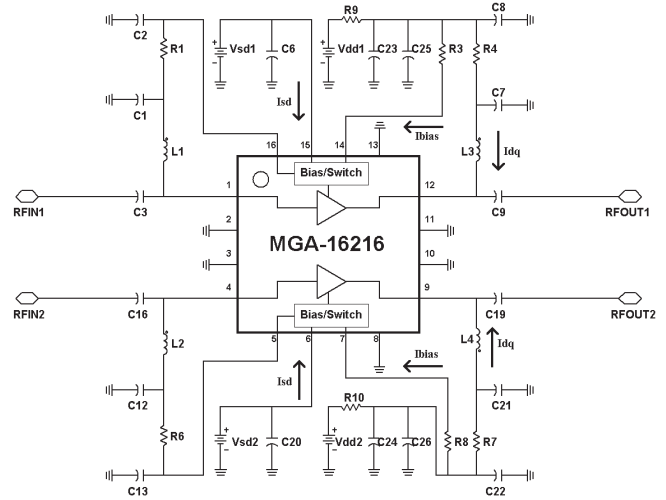 R9
C8
C2
R1
Vsd1
C6
Vdd1
C23
C25
R3
R4
C1
Isd
C7
Ibias
L1
16
15
14
13
L3
Idq
Bias/Switch
1
12
RFIN1
C3
C9
RFOUT1
2
11
MGA-16216
3
10
4
9
RFIN2
C16
C19
RFOUT2
Bias/Switch
L2
5
6
7
8
L4
Idq
Ibias
Isd
C12
C21
R10
R6
Vsd2
C20
Vdd2
C24
C26
R8
R7
C13
C22